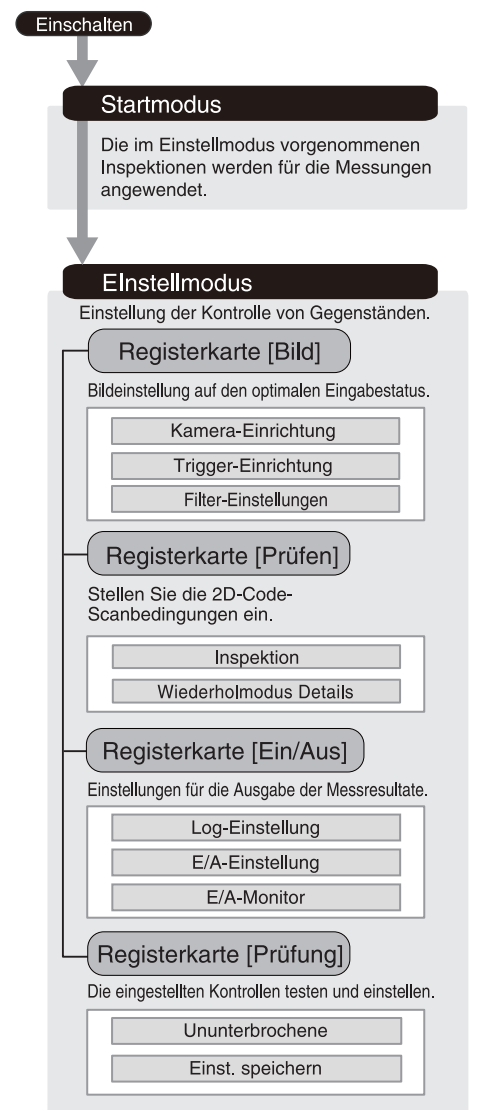 Einschalten
Startmodus
Die im Einstellmodus vorgenommenen
Inspektionen werden für die Messungen
angewendet.
EInstellmodus
Einstellung der Kontrolle von Gegenständen.
Registerkarte [Bild]
Bildeinstellung auf den optimalen Eingabestatus.
Kamera-Einrichtung
Trigger-Einrichtung
Filter-Einstellungen
Registerkarte [Prüfen]
Stellen Sie die 2D-Code-
Scanbedingungen ein.
Inspektion
Wiederholmodus Details
Registerkarte [Ein/Aus]
Einstellungen für die Ausgabe der Messresultate.
Log-Einstellung
E/A-Einstellung
E/A-Monitor
Registerkarte [Prüfung]
Die eingestellten Kontrollen testen und einstellen.
Ununterbrochene
Einst. speichern